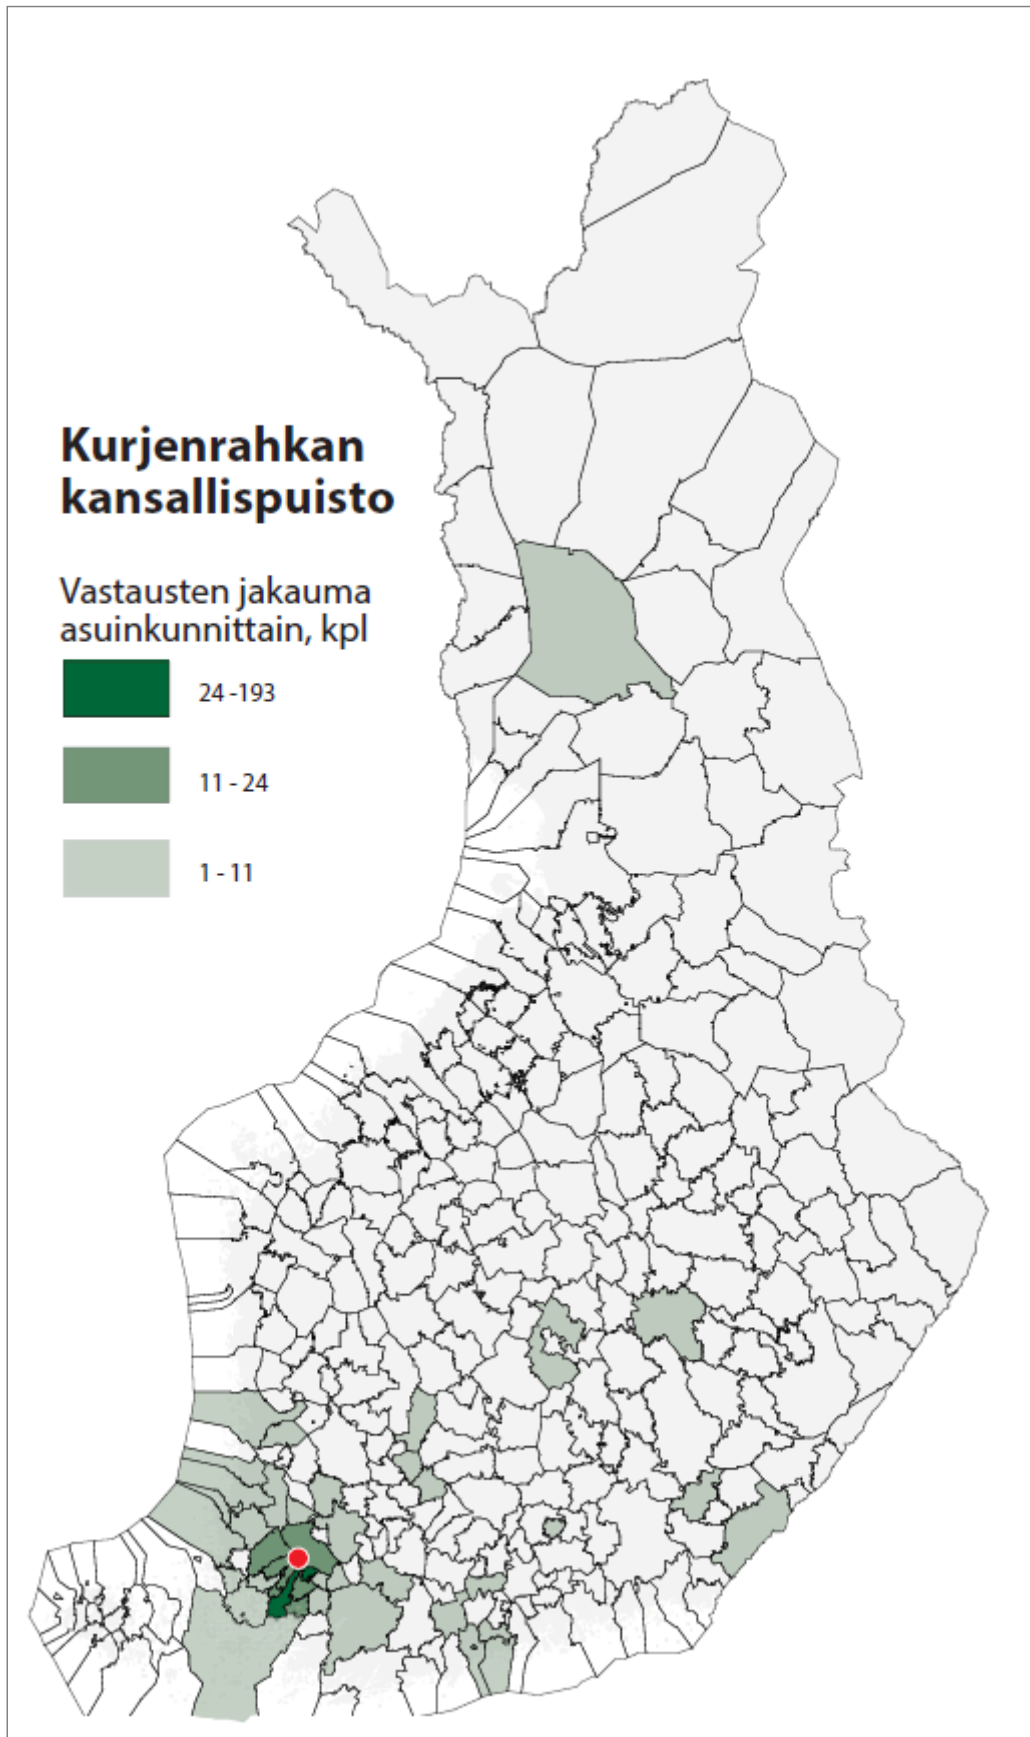 Kurjenrahkan
kansallispuisto
Vastausten jakauma
asuinkunnittain, kpl
24 -193
11 - 24
1 - 11